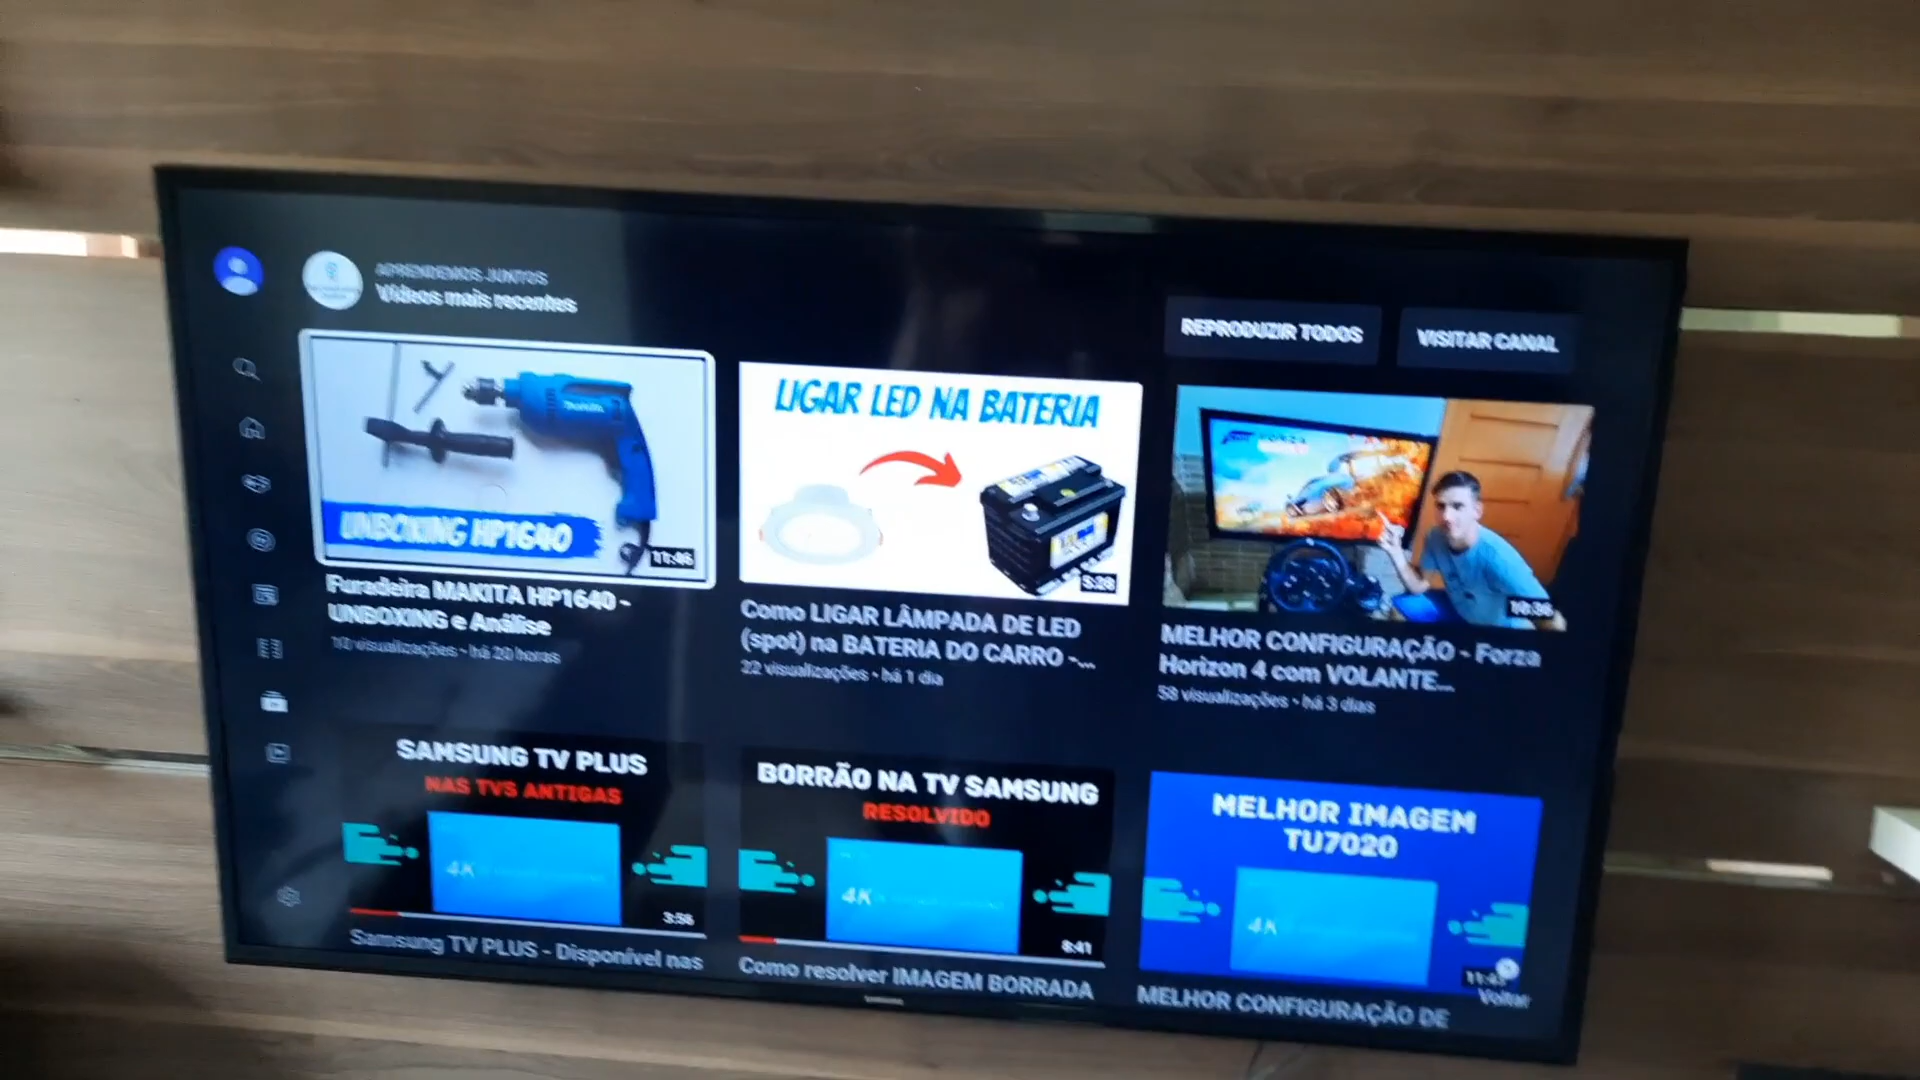 APRENDEMOS JUNTOS
Vídeos mais recentes
REPRODUZIR TODOS
VISITAR CANAL
makita
UNBOXING HP1640
11:46
Furadeira MAKITA HP1640 -
UNBOXING e Análise
10 visualizações • há 20 horas
LIGAR LED NA BATERIA
5:28
Como LIGAR LÂMPADA DE LED
(spot) na BATERIA DO CARRO -...
22 visualizações • há 1 dia
10:36
MELHOR CONFIGURAÇÃO - Forza
Horizon 4 com VOLANTE...
58 visualizações • há 3 dias
SAMSUNG TV PLUS
NAS TVS ANTIGAS
4K
3:56
Samsung TV PLUS - Disponível nas
BORRÃO NA TV SAMSUNG
RESOLVIDO
4K
8:41
Como resolver IMAGEM BORRADA
MELHOR IMAGEM
TU7020
4K
Voltar
MELHOR CONFIGURAÇÃO DE
SAMSUNG